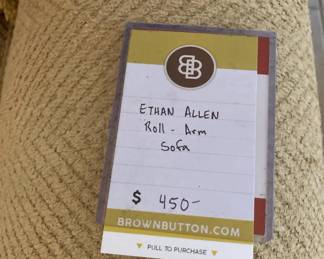 BB
ETHAN ALLEN
Roll - Arm
Sofa
$ 450-
BROWNBUTTON.COM
▼ PULL TO PURCHASE ▼